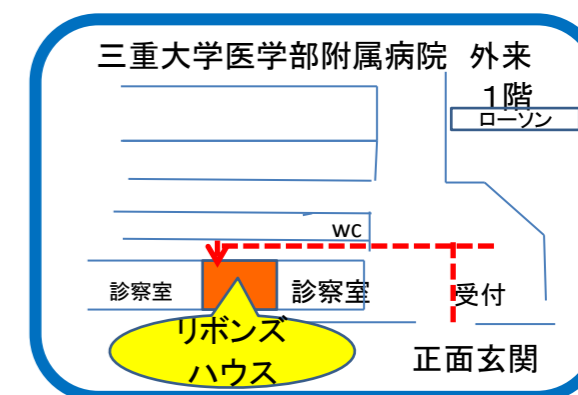 三重大学医学部附属病院 外来
1階
ローソン
WC
診察室
診察室
受付
リボンズ
ハウス
正面玄関